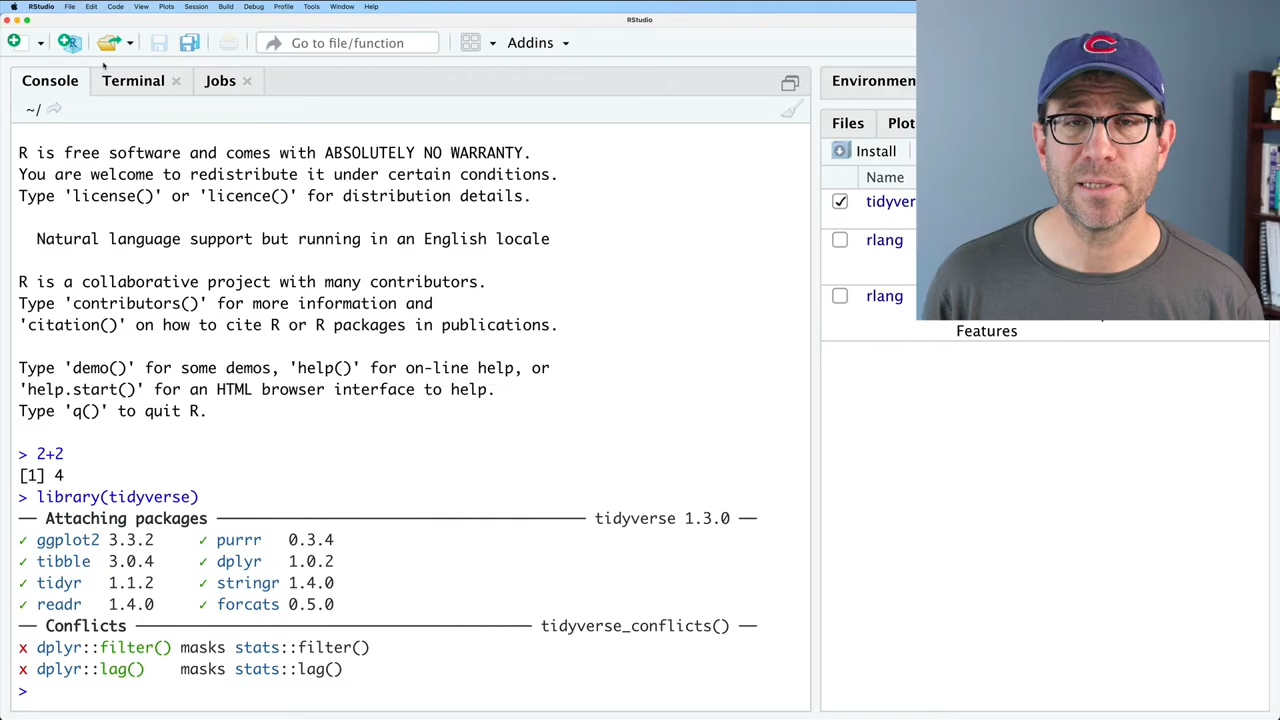 RStudio File Edit Code View Plots Session Build Debug Profile Tools Window Help
RStudio
Go to file/function
Addins
Console Terminal Jobs
~/
R is free software and comes with ABSOLUTELY NO WARRANTY.
You are welcome to redistribute it under certain conditions.
Type 'license()' or 'licence()' for distribution details.
Natural language support but running in an English locale
R is a collaborative project with many contributors.
Type 'contributors()' for more information and
'citation()' on how to cite R or R packages in publications.
Type 'demo()' for some demos, 'help()' for on-line help, or
'help.start()' for an HTML browser interface to help.
Type 'q()' to quit R.
> 2+2
[1] 4
> library(tidyverse)
── Attaching packages ── tidyverse 1.3.0 ──
✓ ggplot2 3.3.2 ✓ purrr 0.3.4
✓ tibble 3.0.4 ✓ dplyr 1.0.2
✓ tidyr 1.1.2 ✓ stringr 1.4.0
✓ readr 1.4.0 ✓ forcats 0.5.0
── Conflicts ── tidyverse_conflicts() ──
x dplyr::filter() masks stats::filter()
x dplyr::lag() masks stats::lag()
>
Environmen
Files Plot
Install
Name
tidyver
rlang
rlang
Features
C